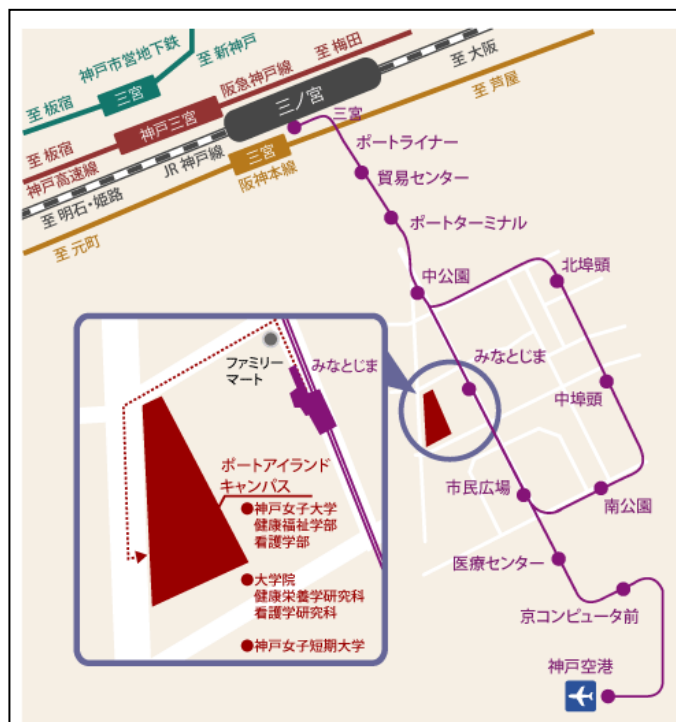 神戸市営地下鉄
至 新神戸
至 板宿
三宮
阪急神戸線
至 梅田
至 大阪
三ノ宮
至 芦屋
至 板宿
神戸三宮
神戸高速線
JR 神戸線
至 明石・姫路
三宮
阪神本線
至 元町
三宮
ポートライナー
貿易センター
ポートターミナル
中公園
北埠頭
みなとじま
中埠頭
市民広場
南公園
医療センター
京コンピュータ前
神戸空港
ファミリー
マート
みなとじま
ポートアイランド
キャンパス
●神戸女子大学
健康福祉学部
看護学部
●大学院
健康栄養学研究科
看護学研究科
●神戸女子短期大学